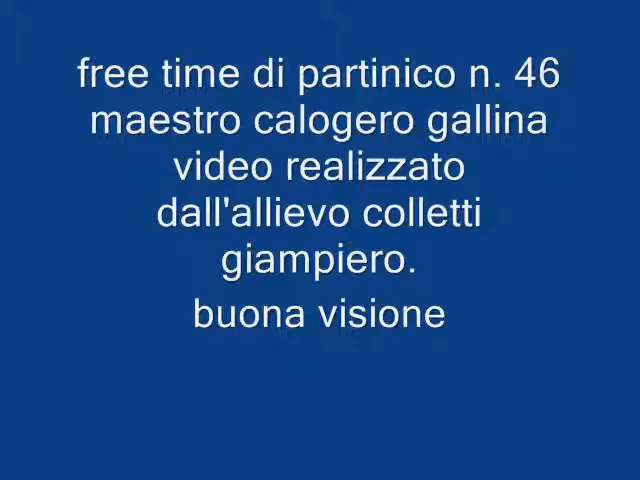 free time di partinico n. 46
maestro calogero gallina
video realizzato
dall'allievo colletti
giampiero.
buona visione